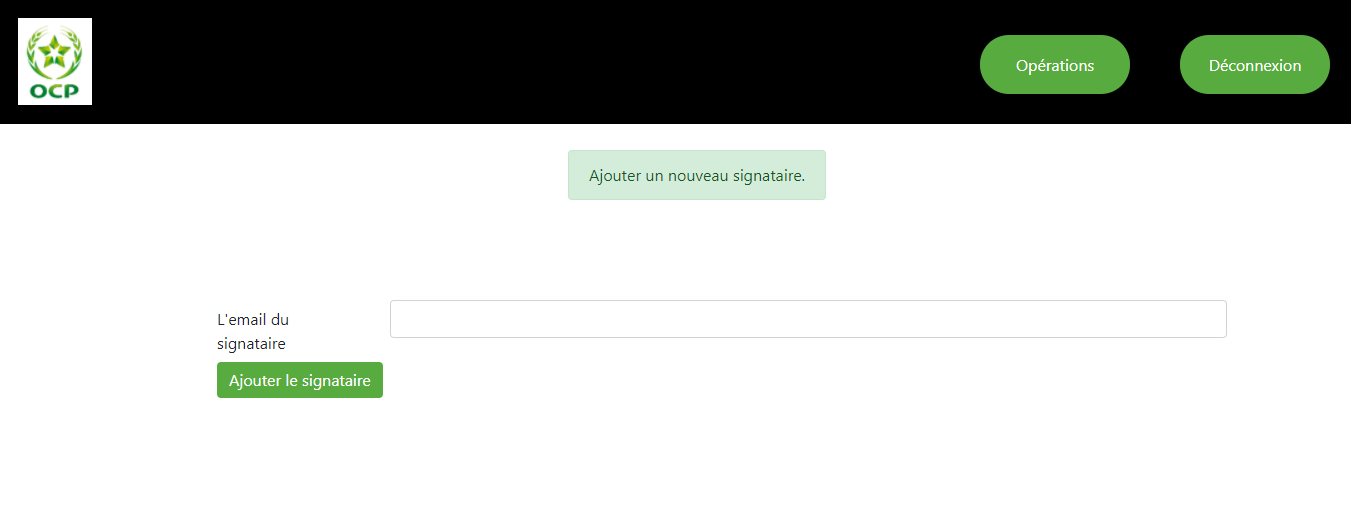 OCP
Opérations
Déconnexion
Ajouter un nouveau signataire.
L'email du
signataire
Ajouter le signataire